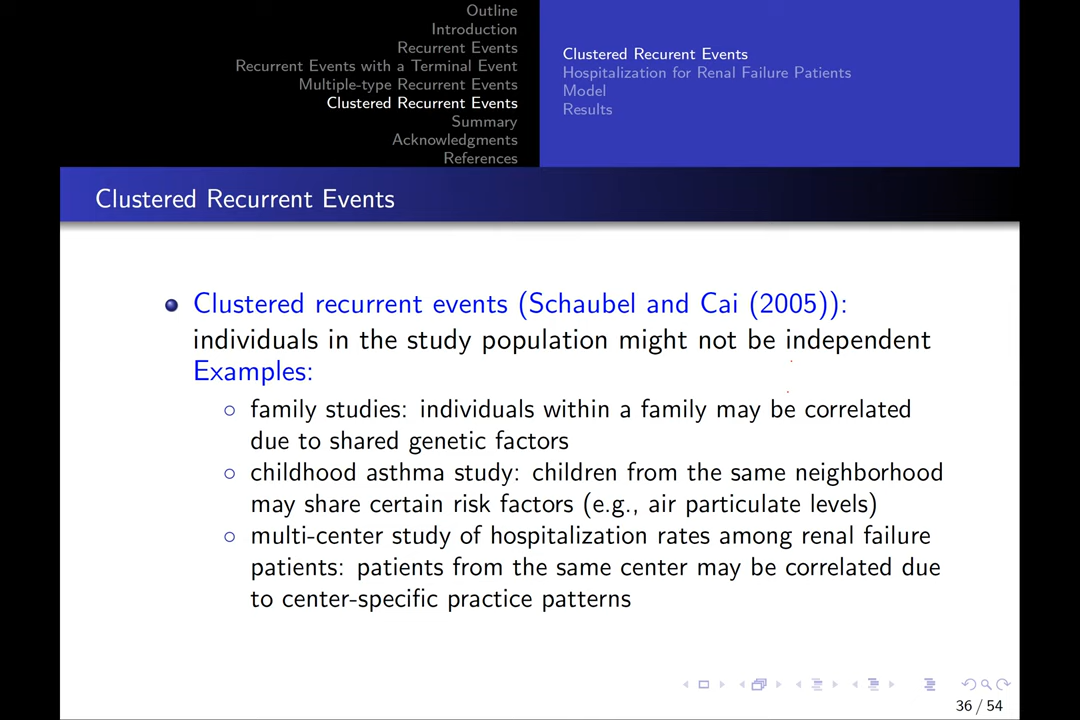 Outline
Introduction
Recurrent Events
Recurrent Events with a Terminal Event
Multiple-type Recurrent Events
Clustered Recurrent Events
Summary
Acknowledgments
References
Clustered Recurent Events
Hospitalization for Renal Failure Patients
Model
Results
Clustered Recurrent Events
Clustered recurrent events (Schaubel and Cai (2005)):
individuals in the study population might not be independent
Examples:
family studies: individuals within a family may be correlated
due to shared genetic factors
childhood asthma study: children from the same neighborhood
may share certain risk factors (e.g., air particulate levels)
multi-center study of hospitalization rates among renal failure
patients: patients from the same center may be correlated due
to center-specific practice patterns
36 / 54